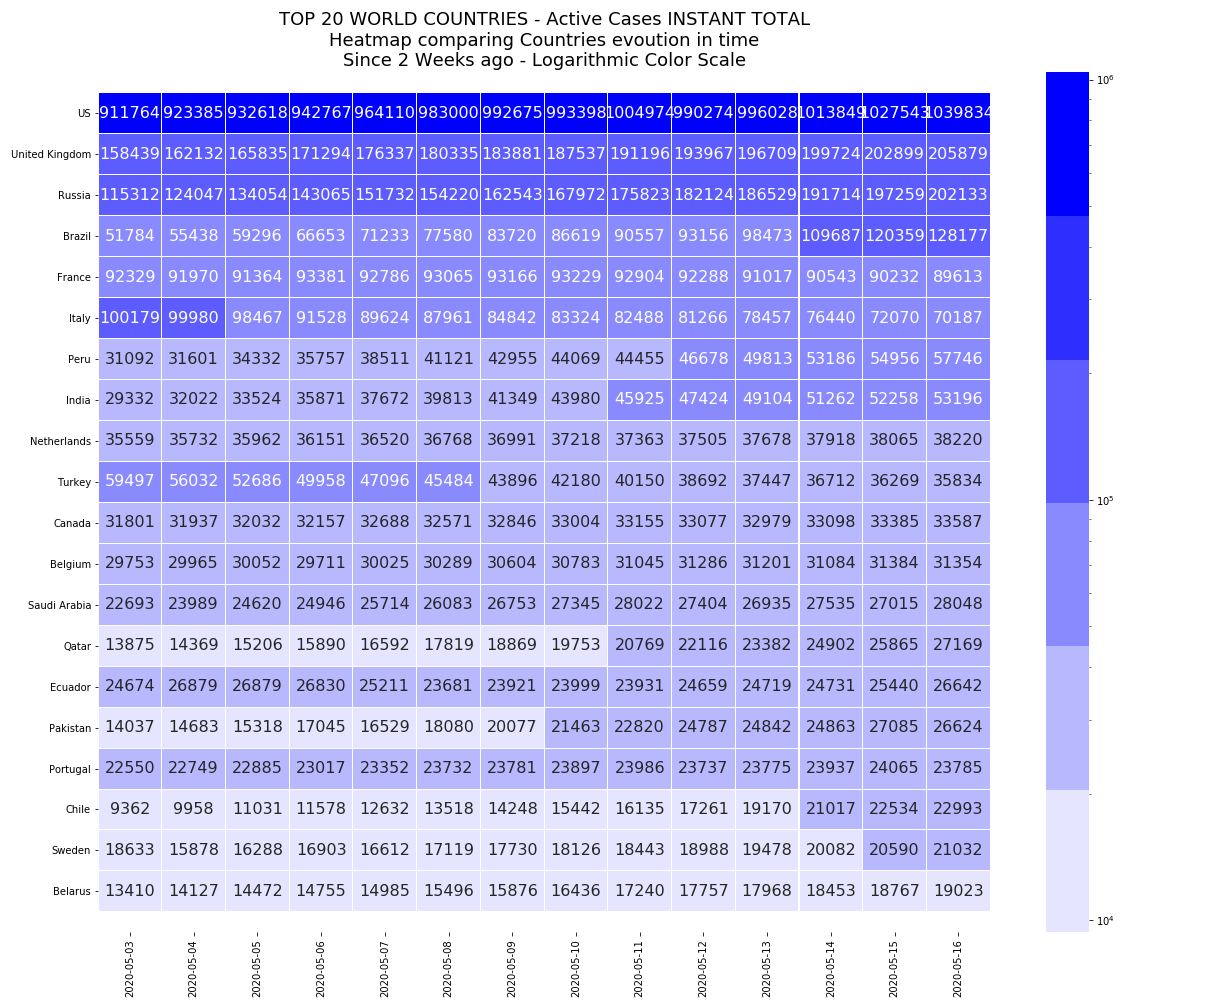 TOP 20 WORLD COUNTRIES - Active Cases INSTANT TOTAL
Heatmap comparing Countries evoution in time
Since 2 Weeks ago - Logarithmic Color Scale
US 911764 923385 932618 942767 964110 983000 992675 993398 1004974 990274 996028 1013849 1027543 1039834
United Kingdom 158439 162132 165835 171294 176337 180335 183881 187537 191196 193967 196709 199724 202899 205879
Russia 115312 124047 134054 143065 151732 154220 162543 167972 175823 182124 186529 191714 197259 202133
Brazil 51784 55438 59296 66653 71233 77580 83720 86619 90557 93156 98473 109687 120359 128177
France 92329 91970 91364 93381 92786 93065 93166 93229 92904 92288 91017 90543 90232 89613
Italy 100179 99980 98467 91528 89624 87961 84842 83324 82488 81266 78457 76440 72070 70187
Peru 31092 31601 34332 35757 38511 41121 42955 44069 44455 46678 49813 53186 54956 57746
India 29332 32022 33524 35871 37672 39813 41349 43980 45925 47424 49104 51262 52258 53196
Netherlands 35559 35732 35962 36151 36520 36768 36991 37218 37363 37505 37678 37918 38065 38220
Turkey 59497 56032 52686 49958 47096 45484 43896 42180 40150 38692 37447 36712 36269 35834
Canada 31801 31937 32032 32157 32688 32571 32846 33004 33155 33077 32979 33098 33385 33587
Belgium 29753 29965 30052 29711 30025 30289 30604 30783 31045 31286 31201 31084 31384 31354
Saudi Arabia 22693 23989 24620 24946 25714 26083 26753 27345 28022 27404 26935 27535 27015 28048
Qatar 13875 14369 15206 15890 16592 17819 18869 19753 20769 22116 23382 24902 25865 27169
Ecuador 24674 26879 26879 26830 25211 23681 23921 23999 23931 24659 24719 24731 25440 26642
Pakistan 14037 14683 15318 17045 16529 18080 20077 21463 22820 24787 24842 24863 27085 26624
Portugal 22550 22749 22885 23017 23352 23732 23781 23897 23986 23737 23775 23937 24065 23785
Chile 9362 9958 11031 11578 12632 13518 14248 15442 16135 17261 19170 21017 22534 22993
Sweden 18633 15878 16288 16903 16612 17119 17730 18126 18443 18988 19478 20082 20590 21032
Belarus 13410 14127 14472 14755 14985 15496 15876 16436 17240 17757 17968 18453 18767 19023
2020-05-03 2020-05-04 2020-05-05 2020-05-06 2020-05-07 2020-05-08 2020-05-09 2020-05-10 2020-05-11 2020-05-12 2020-05-13 2020-05-14 2020-05-15 2020-05-16
10⁶
10⁵
10⁴